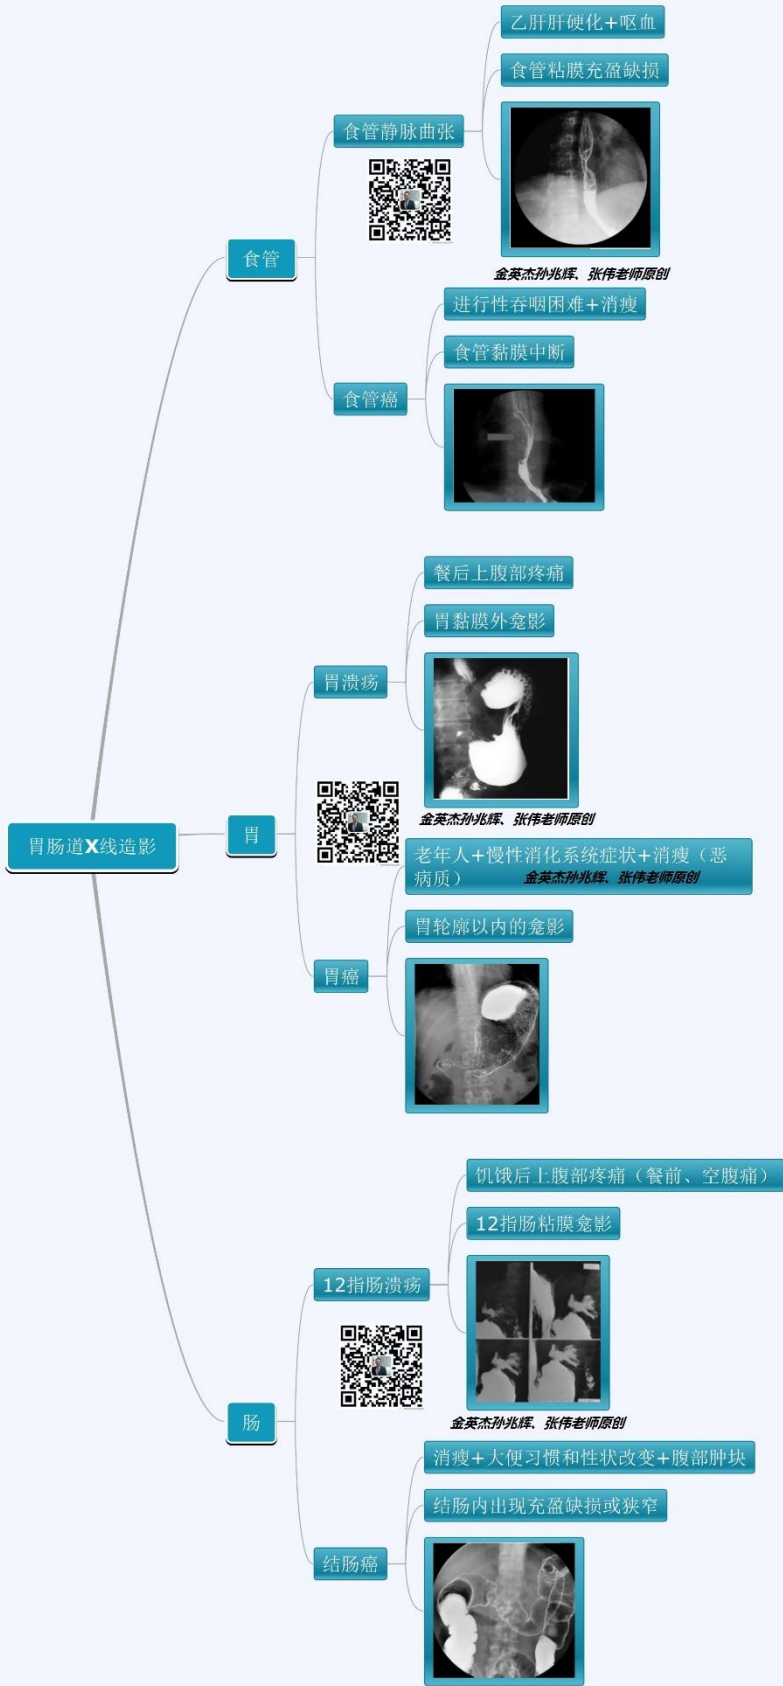 胃肠道X线造影
食管
食管静脉曲张
乙肝肝硬化+呕血
食管粘膜充盈缺损
金英杰孙兆辉、张伟老师原创
食管癌
进行性吞咽困难+消瘦
食管黏膜中断
胃
胃溃疡
餐后上腹部疼痛
胃黏膜外龛影
金英杰孙兆辉、张伟老师原创
胃癌
老年人+慢性消化系统症状+消瘦（恶
病质）
金英杰孙兆辉、张伟老师原创
胃轮廓以内的龛影
肠
12指肠溃疡
饥饿后上腹部疼痛（餐前、空腹痛）
12指肠粘膜龛影
金英杰孙兆辉、张伟老师原创
结肠癌
消瘦+大便习惯和性状改变+腹部肿块
结肠内出现充盈缺损或狭窄